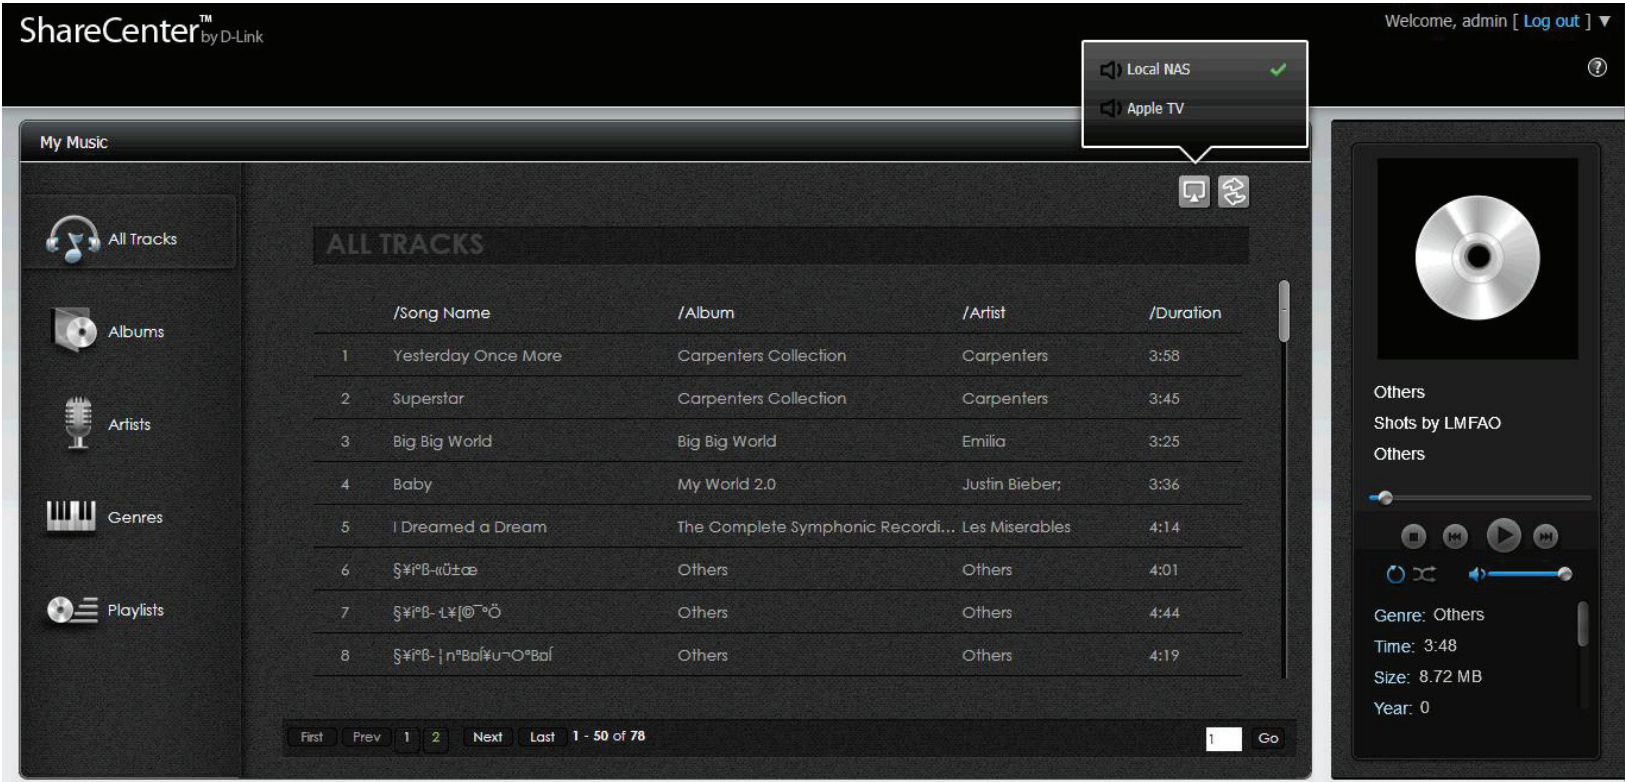 ShareCenter™ by D-Link
Welcome, admin [ Log out ] ▼
Local NAS
Apple TV
?
My Music
All Tracks
Albums
Artists
Genres
Playlists
ALL TRACKS
/Song Name /Album /Artist /Duration
1 Yesterday Once More Carpenters Collection Carpenters 3:58
2 Superstar Carpenters Collection Carpenters 3:45
3 Big Big World Big Big World Emilia 3:25
4 Baby My World 2.0 Justin Bieber; 3:36
5 I Dreamed a Dream The Complete Symphonic Recordi... Les Miserables 4:14
6 §¥iºß-«û±œ Others Others 4:01
7 §¥iºß-·Ł¥[©¯ºÖ Others Others 4:44
8 Others Others 4:19
First Prev 1 2 Next Last 1 - 50 of 78
1 Go
Others
Shots by LMFAO
Others
Genre: Others
Time: 3:48
Size: 8.72 MB
Year: 0